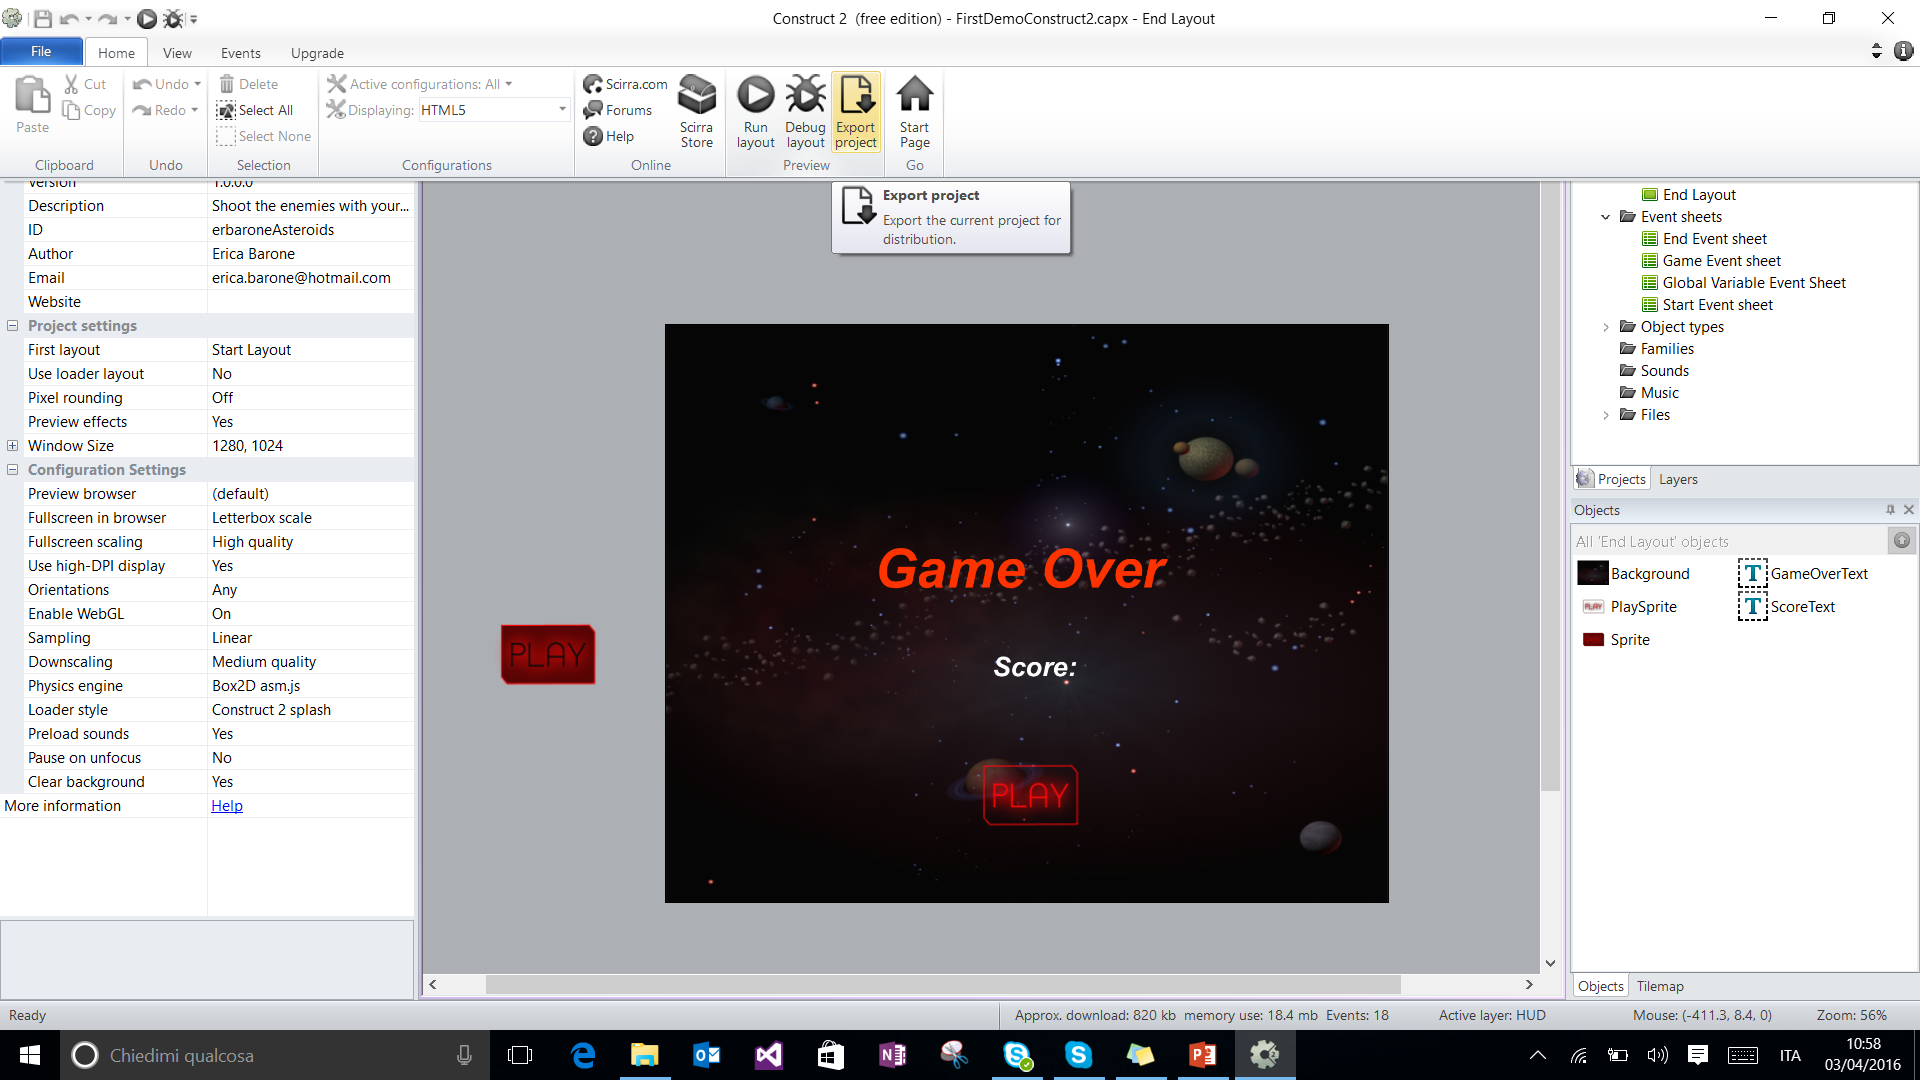 Construct 2  (free edition) - FirstDemoConstruct2.capx - End Layout
File
Home
View
Events
Upgrade
Paste
Cut
Copy
Clipboard
Undo
Redo
Undo
Delete
Select All
Select None
Selection
Active configurations: All
Displaying: HTML5
Configurations
Scirra.com
Forums
Help
Scirra
Store
Online
Run
layout
Debug
layout
Export
project
Preview
Start
Page
Go
Export project
Export the current project for
distribution.
Version 1.0.0.0
Description Shoot the enemies with your...
ID erbaroneAsteroids
Author Erica Barone
Email erica.barone@hotmail.com
Website
Project settings
First layout Start Layout
Use loader layout No
Pixel rounding Off
Preview effects Yes
Window Size 1280, 1024
Configuration Settings
Preview browser (default)
Fullscreen in browser Letterbox scale
Fullscreen scaling High quality
Use high-DPI display Yes
Orientations Any
Enable WebGL On
Sampling Linear
Downscaling Medium quality
Physics engine Box2D asm.js
Loader style Construct 2 splash
Preload sounds Yes
Pause on unfocus No
Clear background Yes
More information Help
PLAY
Game Over
Score:
PLAY
End Layout
Event sheets
End Event sheet
Game Event sheet
Global Variable Event Sheet
Start Event sheet
Object types
Families
Sounds
Music
Files
Projects
Layers
Objects
All 'End Layout' objects
Background
GameOverText
PLAY
PlaySprite
ScoreText
Sprite
Objects
Tilemap
Ready
Approx. download: 820 kb  memory use: 18.4 mb  Events: 18
Active layer: HUD
Mouse: (-411.3, 8.4, 0)
Zoom: 56%
Chiedimi qualcosa
ITA
10:58
03/04/2016